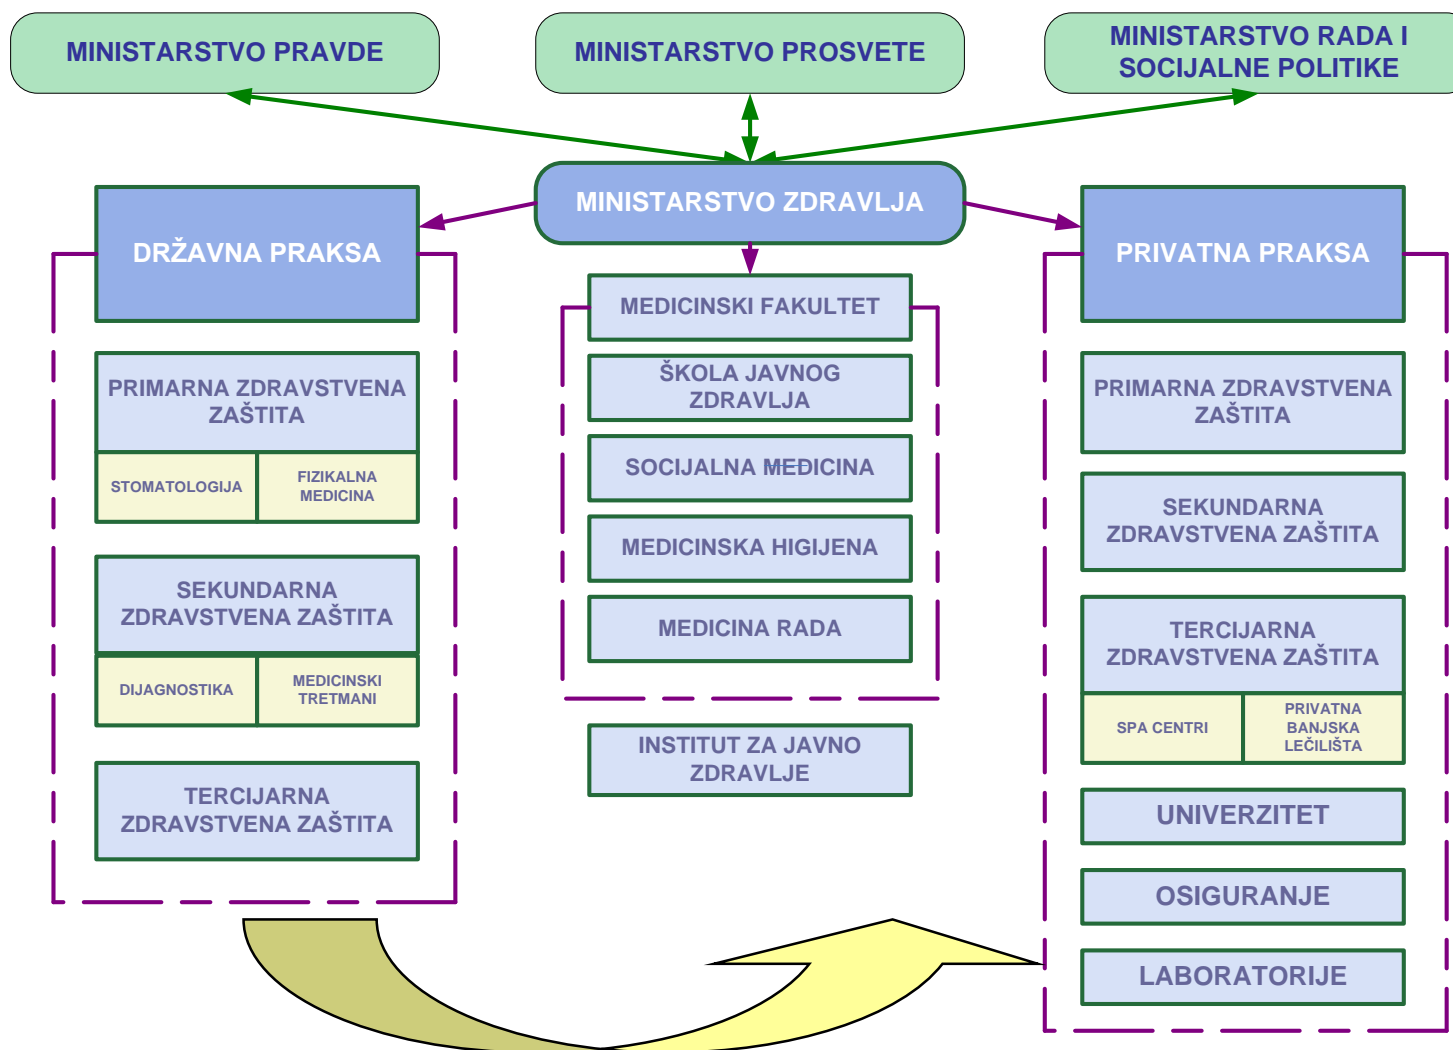 MINISTARSTVO PRAVDE
MINISTARSTVO PROSVETE
MINISTARSTVO RADA I
SOCIJALNE POLITIKE
MINISTARSTVO ZDRAVLJA
DRŽAVNA PRAKSA
PRIMARNA ZDRAVSTVENA
ZAŠTITA
STOMATOLOGIJA
FIZIKALNA
MEDICINA
SEKUNDARNA
ZDRAVSTVENA ZAŠTITA
DIJAGNOSTIKA
MEDICINSKI
TRETMANI
TERCIJARNA
ZDRAVSTVENA ZAŠTITA
MEDICINSKI FAKULTET
ŠKOLA JAVNOG
ZDRAVLJA
SOCIJALNA MEDICINA
MEDICINSKA HIGIJENA
MEDICINA RADA
INSTITUT ZA JAVNO
ZDRAVLJE
PRIVATNA PRAKSA
PRIMARNA ZDRAVSTVENA
ZAŠTITA
SEKUNDARNA
ZDRAVSTVENA ZAŠTITA
TERCIJARNA
ZDRAVSTVENA ZAŠTITA
SPA CENTRI
PRIVATNA
BANJSKA
LEČILIŠTA
UNIVERZITET
OSIGURANJE
LABORATORIJE